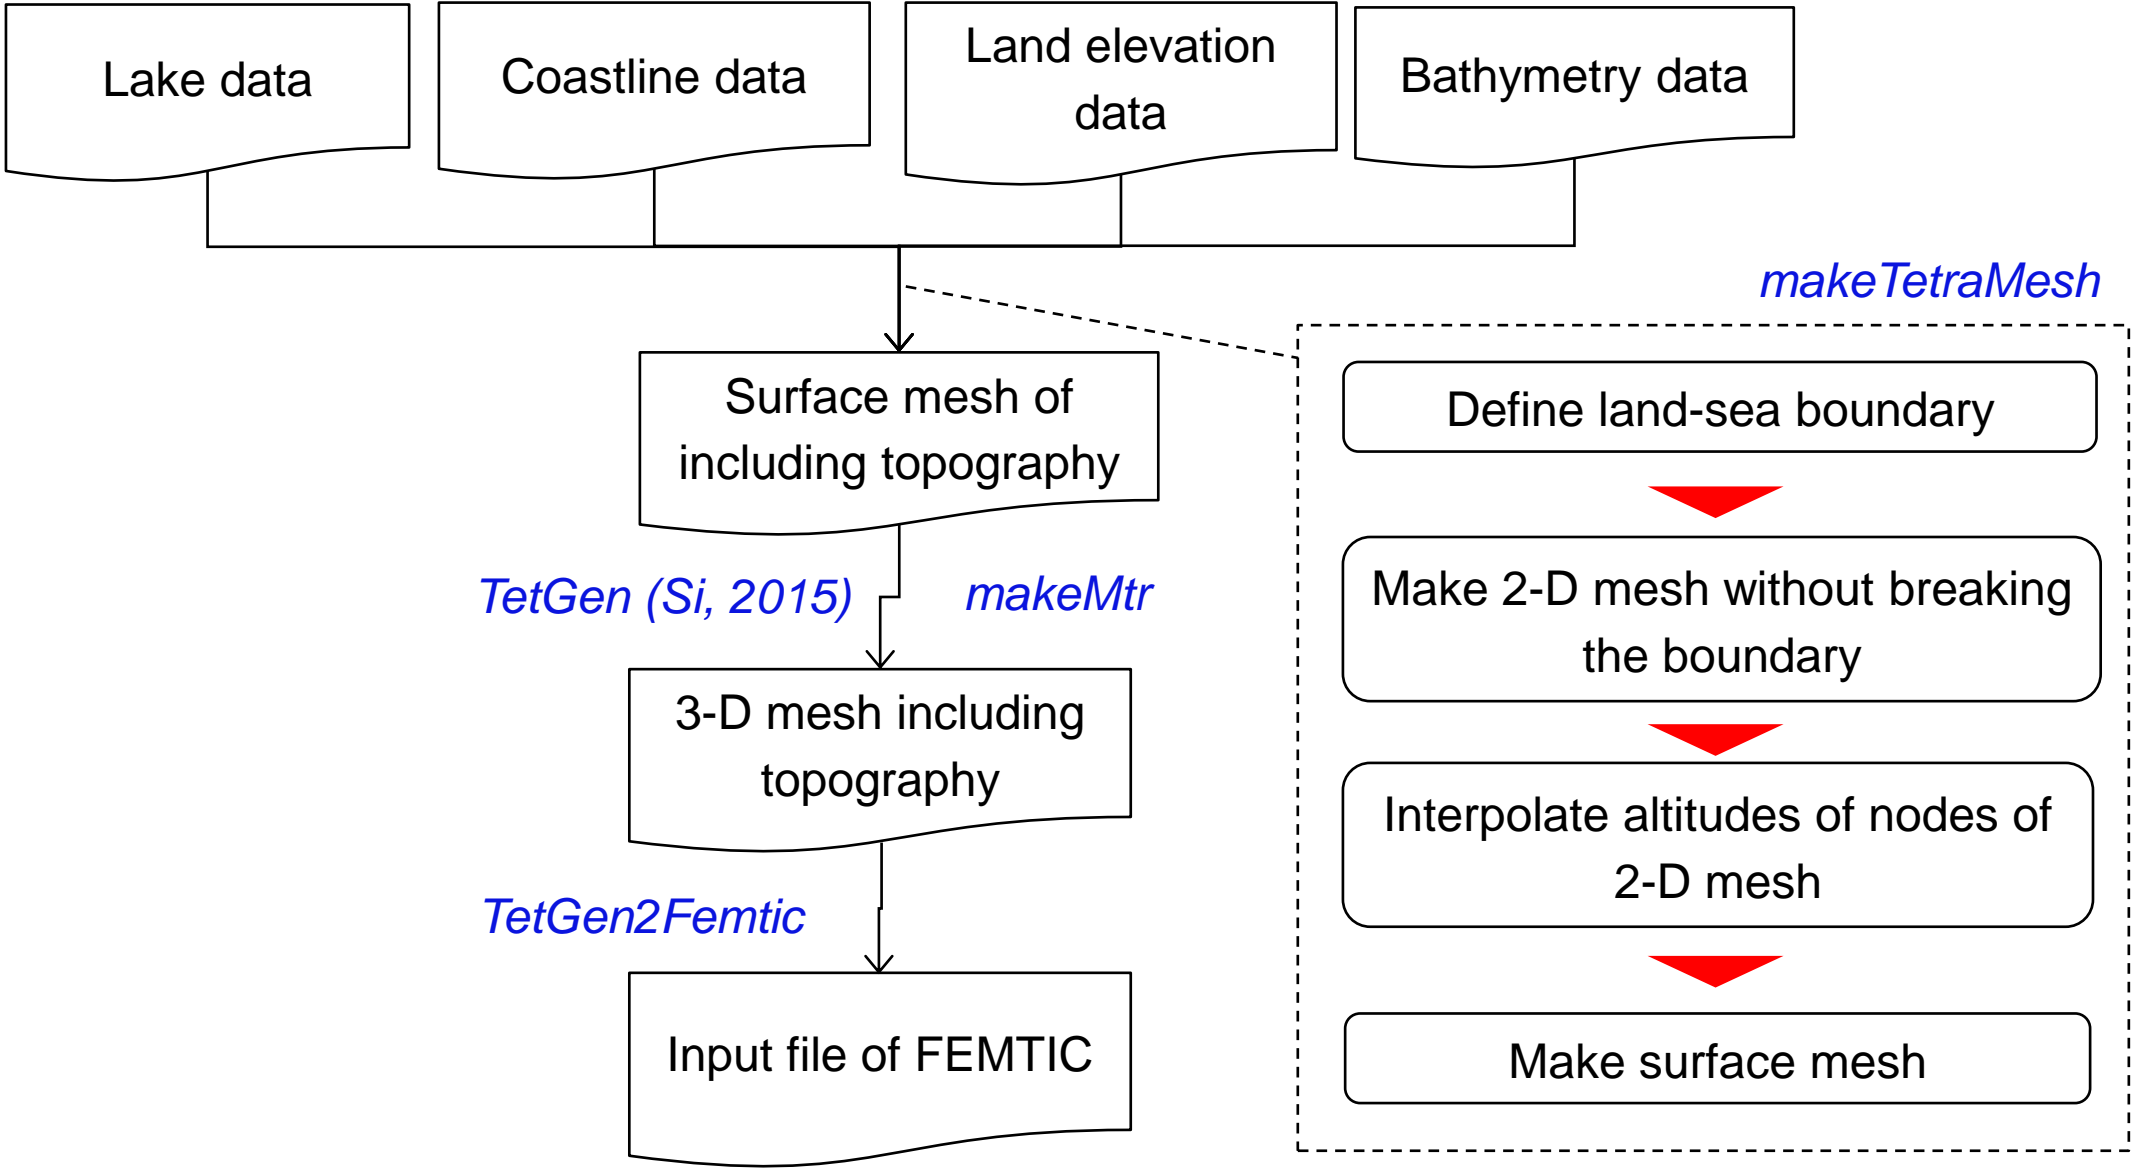 Lake data
Coastline data
Land elevation
data
Bathymetry data
makeTetraMesh
Surface mesh of
including topography
TetGen (Si, 2015)
makeMtr
3-D mesh including
topography
TetGen2Femtic
Input file of FEMTIC
Define land-sea boundary
Make 2-D mesh without breaking
the boundary
Interpolate altitudes of nodes of
2-D mesh
Make surface mesh